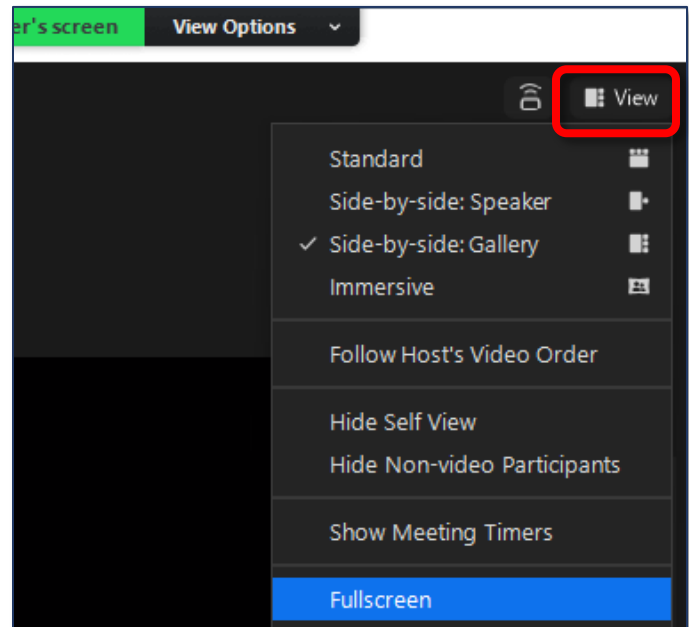 er's screen View Options
View
Standard
Side-by-side: Speaker
Side-by-side: Gallery
Immersive
Follow Host's Video Order
Hide Self View
Hide Non-video Participants
Show Meeting Timers
Fullscreen